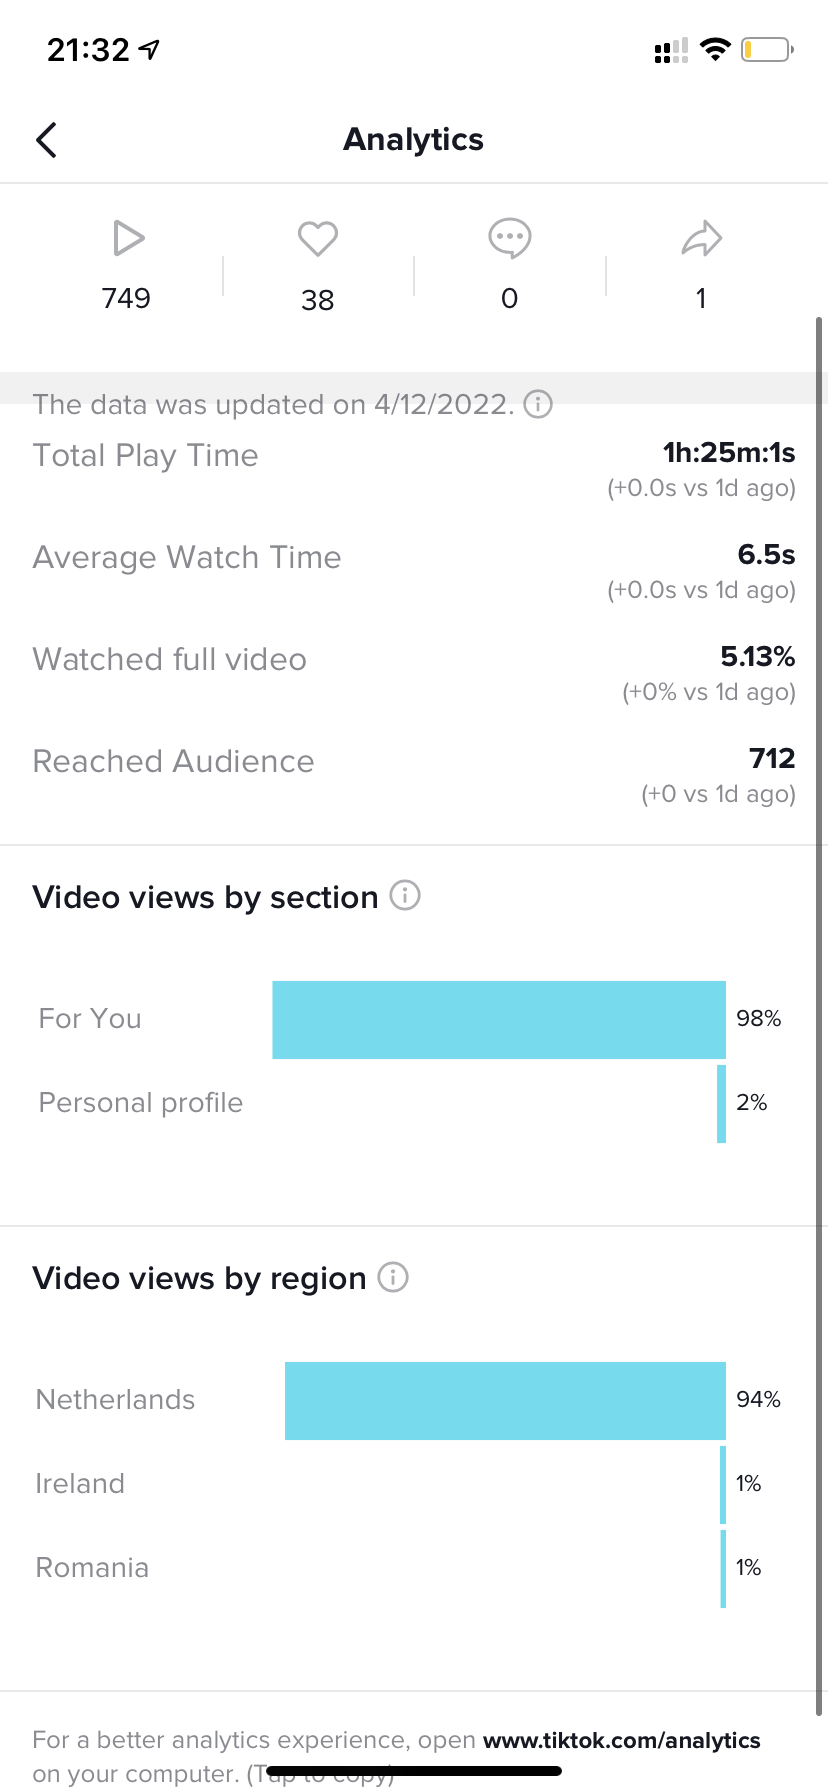 21:32
Analytics
749 38 0 1
The data was updated on 4/12/2022.
Total Play Time 1h:25m:1s
(+0.0s vs 1d ago)
Average Watch Time 6.5s
(+0.0s vs 1d ago)
Watched full video 5.13%
(+0% vs 1d ago)
Reached Audience 712
(+0 vs 1d ago)
Video views by section
For You 98%
Personal profile 2%
Video views by region
Netherlands 94%
Ireland 1%
Romania 1%
For a better analytics experience, open www.tiktok.com/analytics
on your computer. (Tap to copy)